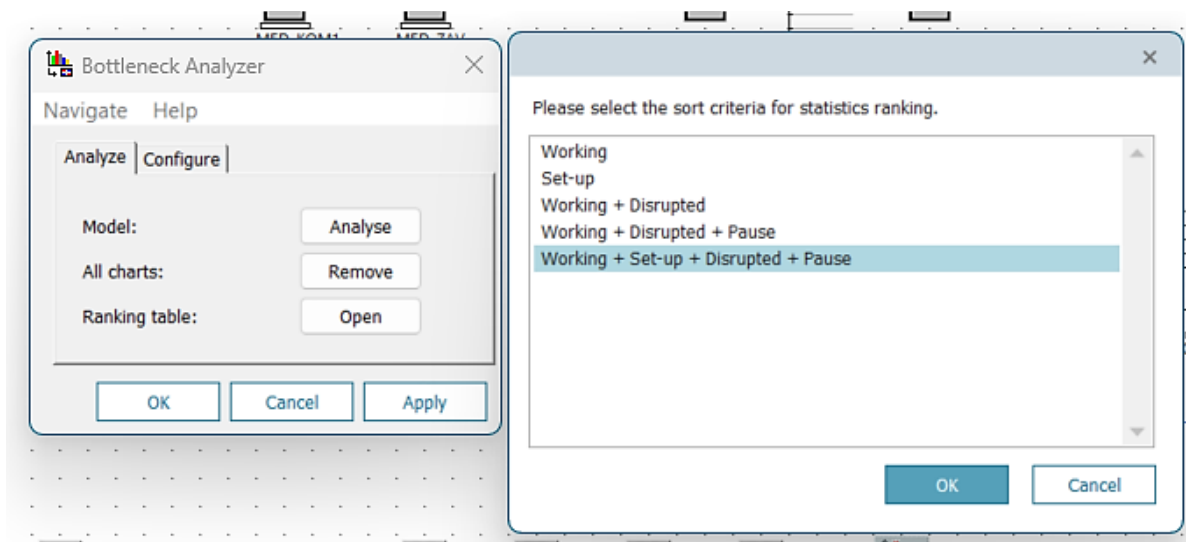 MED_KOM1 MED_ZAV
Bottleneck Analyzer
Navigate Help
Analyze Configure
Model: Analyse
All charts: Remove
Ranking table: Open
OK Cancel Apply
Please select the sort criteria for statistics ranking.
Working
Set-up
Working + Disrupted
Working + Disrupted + Pause
Working + Set-up + Disrupted + Pause
OK Cancel